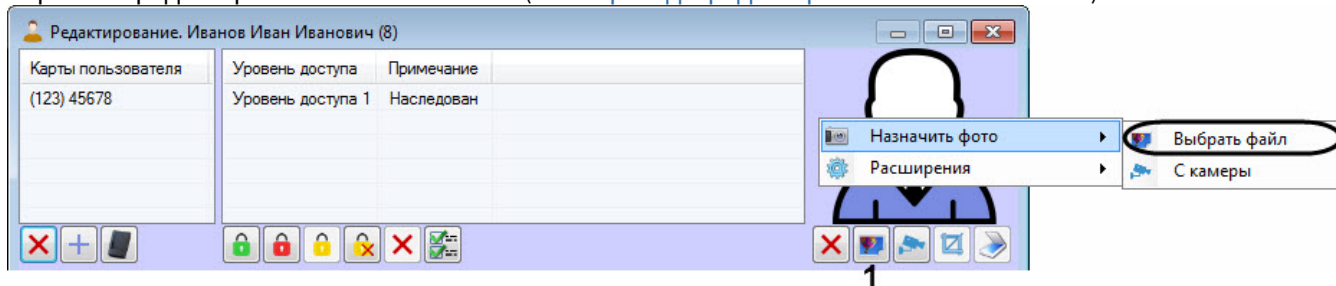 Редактирование. Иванов Иван Иванович (8)
Карты пользователя Уровень доступа Примечание
(123) 45678 Уровень доступа 1 Наследован
Назначить фото Выбрать файл
Расширения С камеры
1